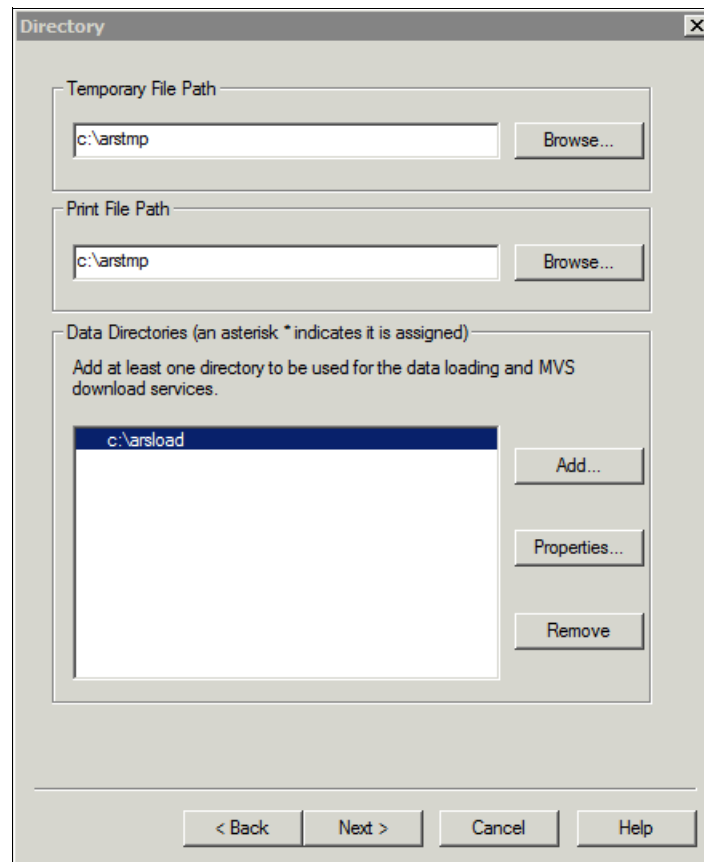 Directory
Temporary File Path
c:\arstmp
Browse...
Print File Path
c:\arstmp
Browse...
Data Directories (an asterisk * indicates it is assigned)
Add at least one directory to be used for the data loading and MVS
download services.
c:\arsload
Add...
Properties...
Remove
< Back
Next >
Cancel
Help